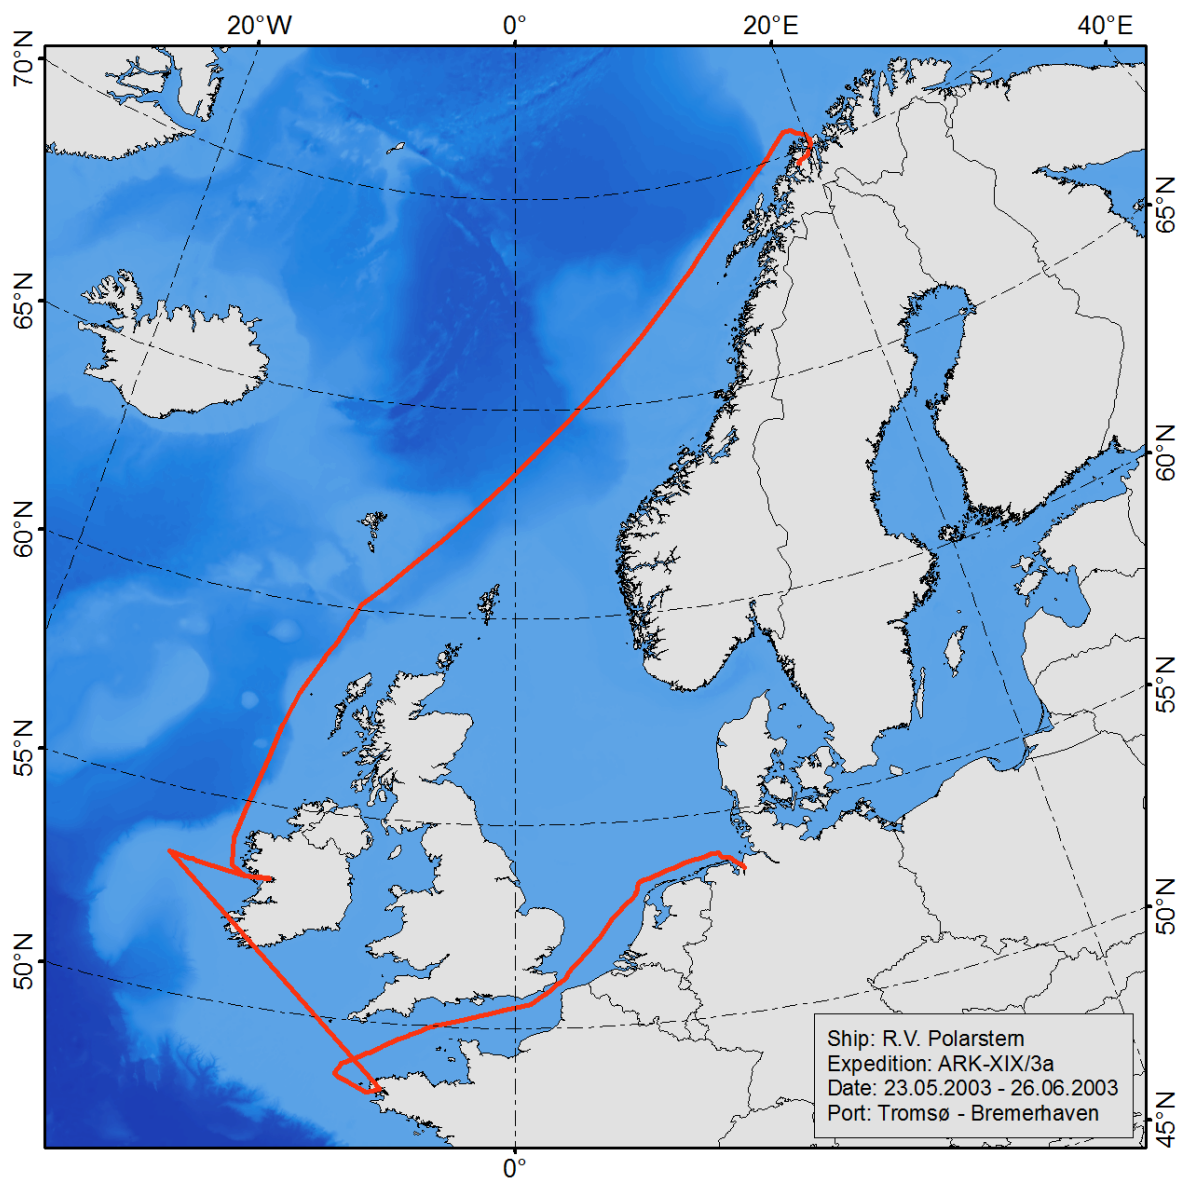 20°W 0° 20°E 40°E
70°N
65°N
65°N
60°N
60°N
55°N
55°N
50°N
50°N
45°N
0°
Ship: R.V. Polarstern
Expedition: ARK-XIX/3a
Date: 23.05.2003 - 26.06.2003
Port: Tromsø - Bremerhaven